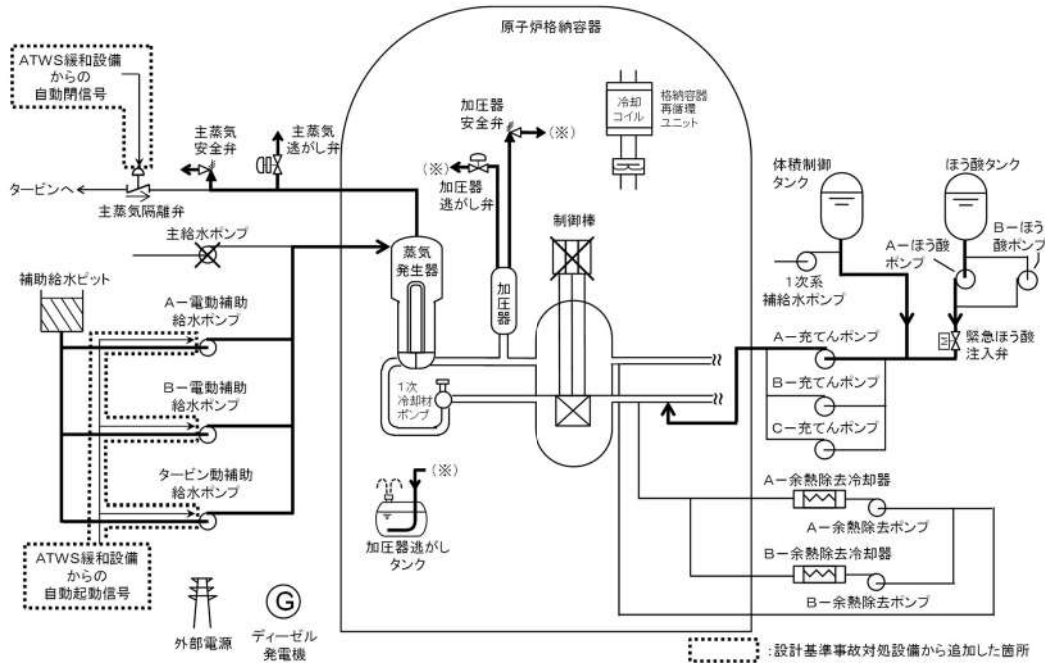 原子炉格納容器
ATWS緩和設備
からの
自動閉信号
主蒸気
安全弁
主蒸気
逃がし弁
タービンへ
主蒸気隔離弁
主給水ポンプ
補助給水ピット
A-電動補助
給水ポンプ
B-電動補助
給水ポンプ
タービン動補助
給水ポンプ
ATWS緩和設備
からの
自動起動信号
外部電源
G
ディーゼル
発電機
加圧器
安全弁
(※)
(※)
加圧器
逃がし弁
冷却
コイル
格納容器
再循環
ユニット
制御棒
蒸気
発生器
加圧器
1次
冷却材
ポンプ
(※)
加圧器逃がし
タンク
体積制御
タンク
ほう酸タンク
A-ほう酸
ポンプ
B-ほう
酸ポンプ
1次系
補給水ポンプ
M
緊急ほう酸
注入弁
A-充てんポンプ
B-充てんポンプ
C-充てんポンプ
A-余熱除去冷却器
A-余熱除去ポンプ
B-余熱除去冷却器
B-余熱除去ポンプ
:設計基準事故対処設備から追加した箇所